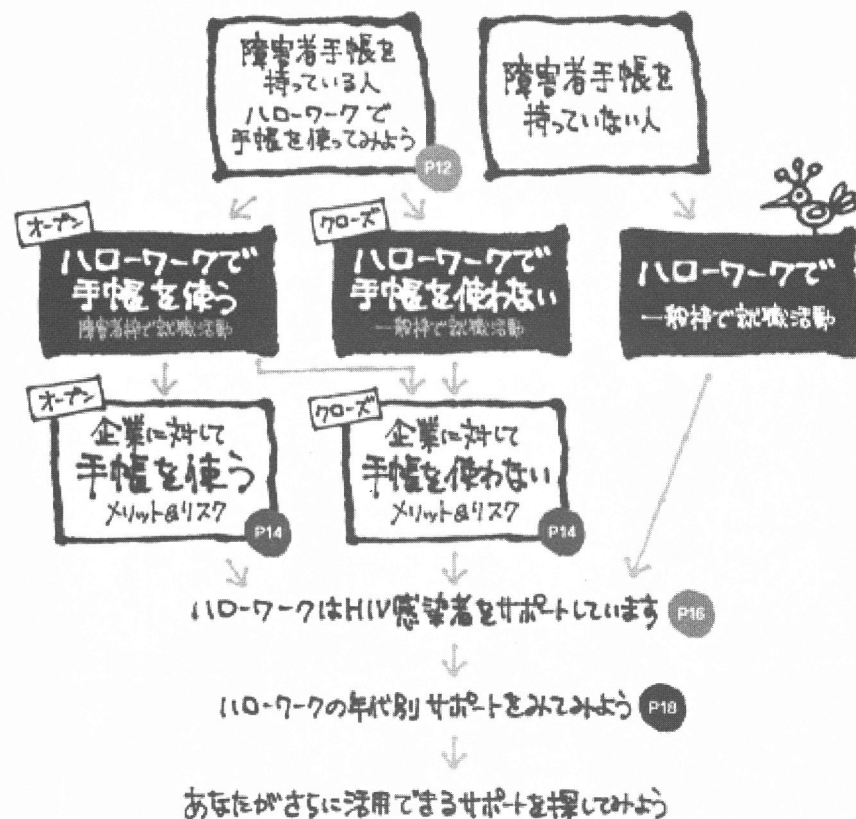 障害者手帳を
持っている人
ハローワークで
手帳を使ってみよう
P12
障害者手帳を
持っていない人
オープン
ハローワークで
手帳を使う
障害者枠で就職活動
クローズ
ハローワークで
手帳を使わない
一般枠で就職活動
ハローワークで
一般枠で就職活動
オープン
企業に対して
手帳を使う
メリット&リスク
P14
クローズ
企業に対して
手帳を使わない
メリット&リスク
P14
ハローワークはHIV感染者をサポートしています P16
ハローワークの年代別サポートをみてみよう P18
あなたがさらに活用できるサポートを探してみよう